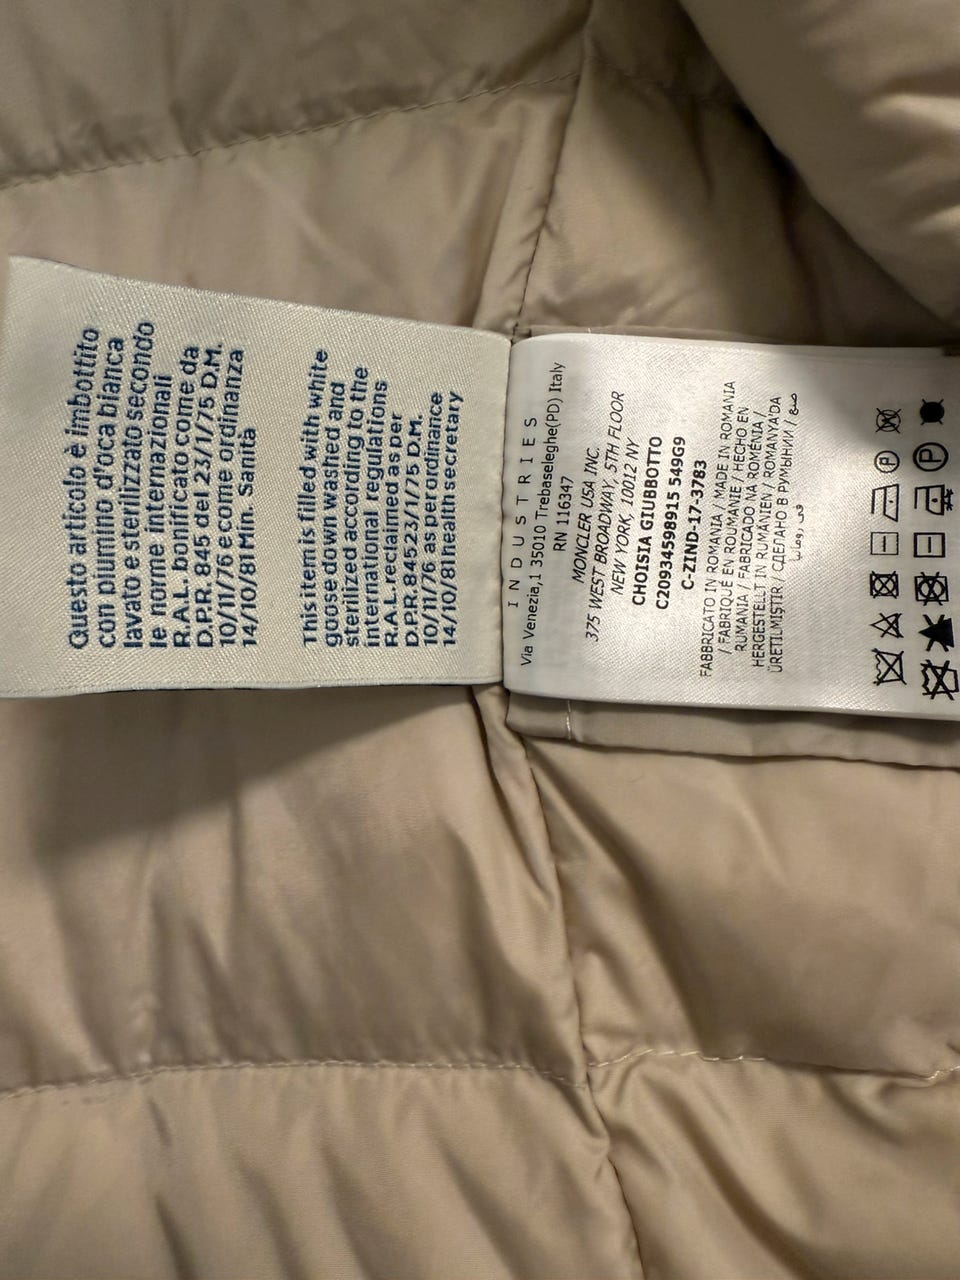 Questo articolo è imbottito
con piumino d'oca bianca
lavato e sterilizzato secondo
le norme internazionali
R.A.L. bonificato come da
D.P.R. 845 del 23/1/75 D.M.
10/11/76 e come ordinanza
14/10/81 Min. Sanità
This item is filled with white
goose down washed and
sterilized according to the
international regulations
R.A.L. reclaimed as per
D.P.R. 845 23/1/75 D.M.
10/11/76 as per ordinance
14/10/81 health secretary
INDUSTRIES
Via Venezia,1 35010 Trebaseleghe(PD) Italy
RN 116347
MONCLER USA INC.
375 WEST BROADWAY, 5TH FLOOR
NEW YORK, 10012 NY
CHOISIA GIUBBOTTO
C20934598915 549G9
C-ZIND-17-3783
FABBRICATO IN ROMANIA / MADE IN ROMANIA
/ FABRIQUÉ EN ROUMANIE / HECHO EN
RUMANIA / FABRICADO NA ROMÉNIA /
HERGESTELLT IN RUMÄNIEN / ROMANYA'DA
ÜRETILMIŞTIR / СДЕЛАНО В РУМЫНИИ / صنع
في رومانيا
P
P